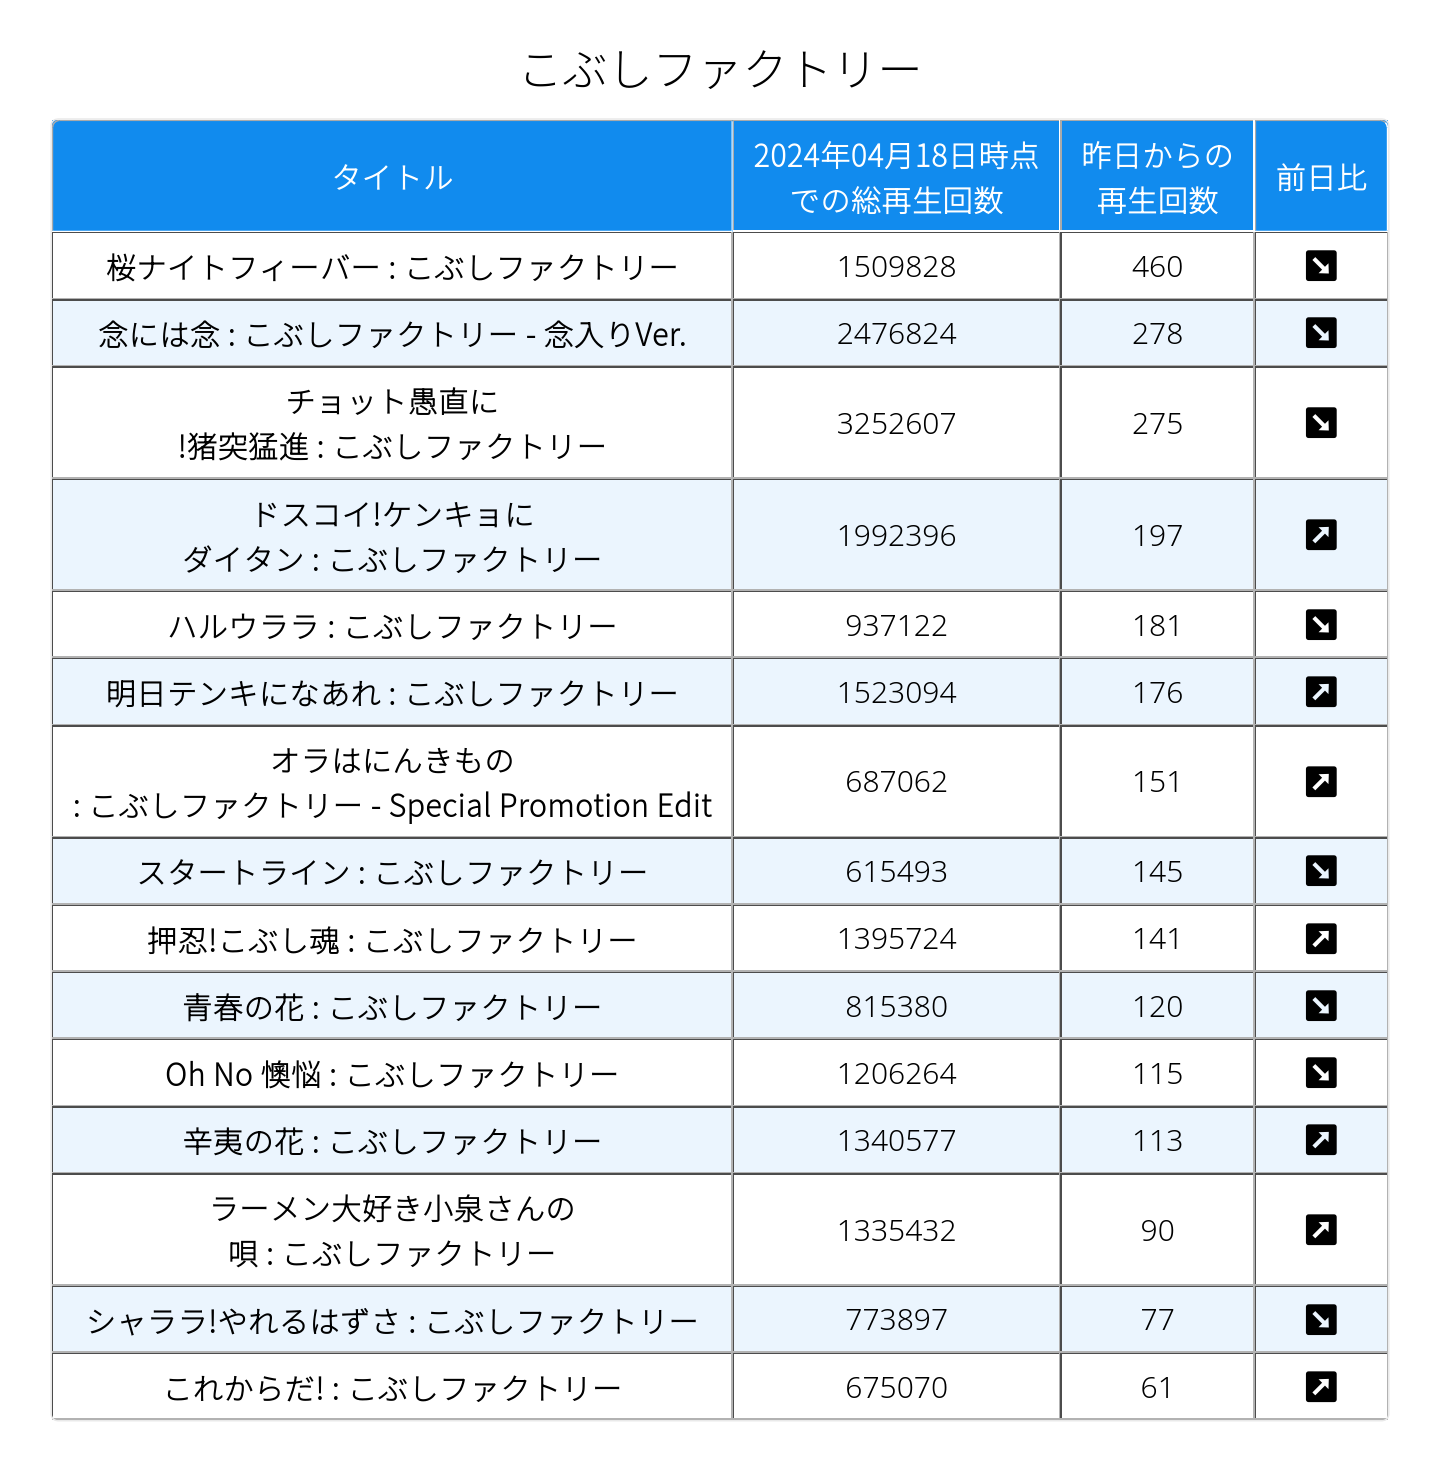 こぶしファクトリー
タイトル
2024年04月18日時点
での総再生回数
昨日からの
再生回数
前日比
桜ナイトフィーバー : こぶしファクトリー 1509828 460
念には念 : こぶしファクトリー - 念入りVer. 2476824 278
チョット愚直に
!猪突猛進 : こぶしファクトリー
3252607 275
ドスコイ!ケンキョに
ダイタン : こぶしファクトリー
1992396 197
ハルウララ : こぶしファクトリー 937122 181
明日テンキになあれ : こぶしファクトリー 1523094 176
オラはにんきもの
: こぶしファクトリー - Special Promotion Edit
687062 151
スタートライン : こぶしファクトリー 615493 145
押忍!こぶし魂 : こぶしファクトリー 1395724 141
青春の花 : こぶしファクトリー 815380 120
Oh No 懊悩 : こぶしファクトリー 1206264 115
辛夷の花 : こぶしファクトリー 1340577 113
ラーメン大好き小泉さんの
唄 : こぶしファクトリー
1335432 90
シャララ!やれるはずさ : こぶしファクトリー 773897 77
これからだ! : こぶしファクトリー 675070 61